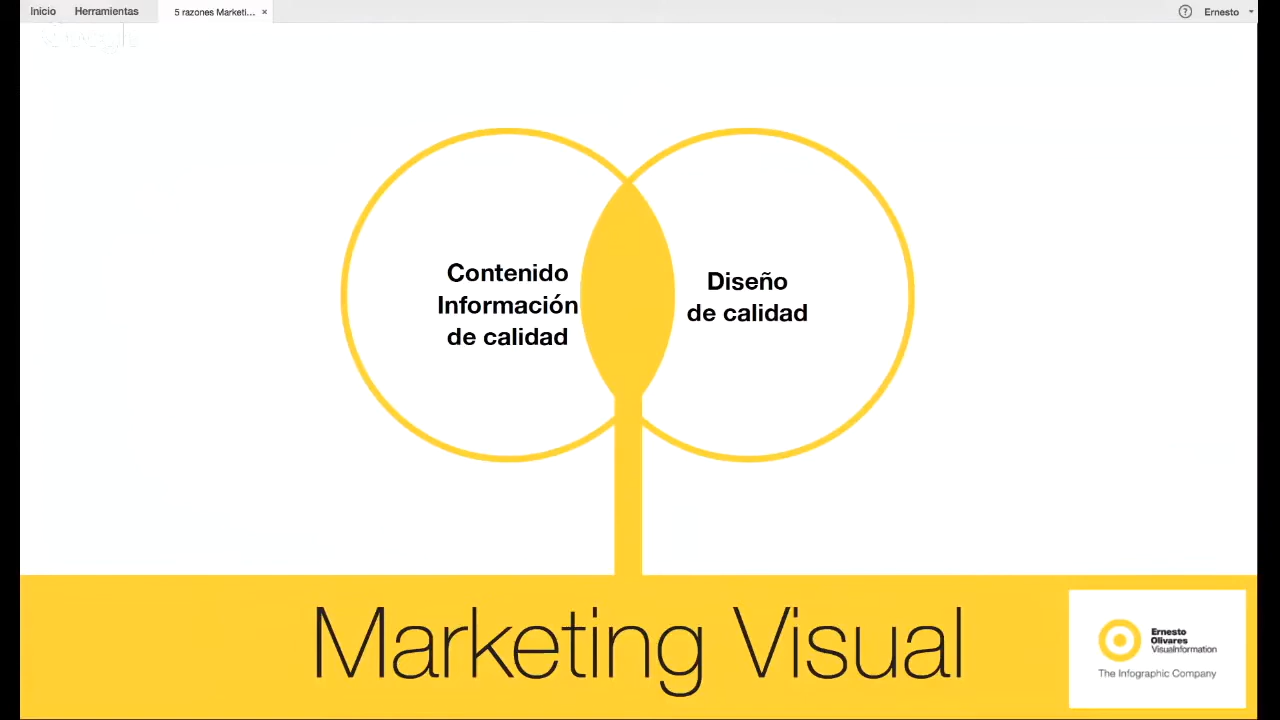 Inicio Herramientas 5 razones Marketi... × ? Ernesto
Contenido
Información
de calidad
Diseño
de calidad
Marketing Visual
Ernesto
Olivares
VisualInformation
The Infographic Company